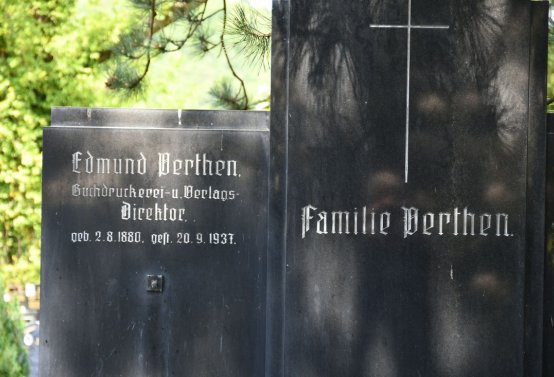 Edmund Berthen.
Buchdruckerei-u. Verlags-
Direktor.
geb. 2.8.1880, gest. 20.9.1937.
Familie Berthen.